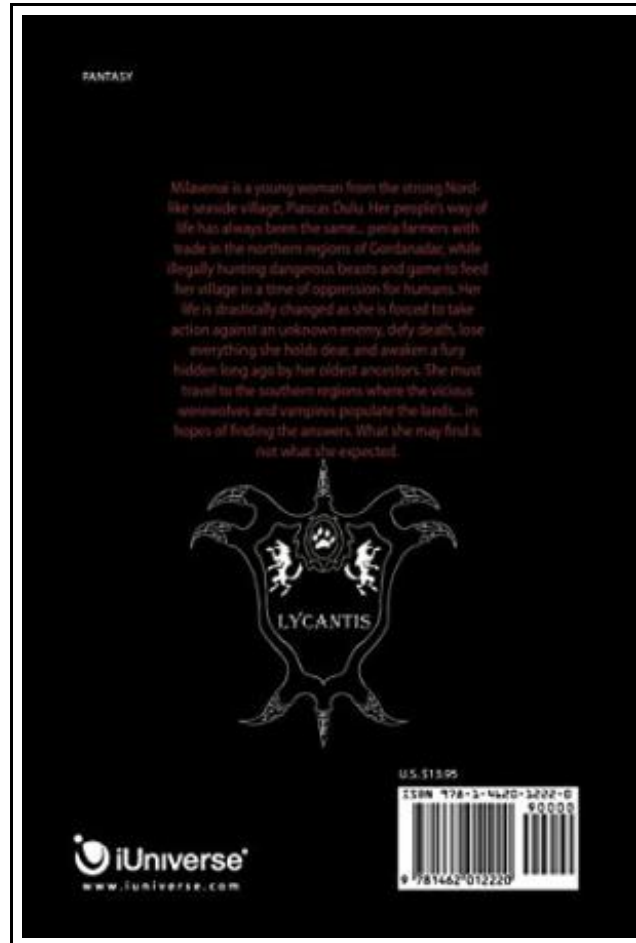 FANTASY
Milavenai is a young woman from the strong Nord-
like seaside village, Piascas Dulu. Her people's way of
life has always been the same... peria farmers with
trade in the northern regions of Gordanadar, while
illegally hunting dangerous beasts and game to feed
her village in a time of oppression for humans. Her
life is drastically changed as she is forced to take
action against an unknown enemy, defy death, lose
everything she holds dear, and awaken a fury
hidden long ago by her oldest ancestors. She must
travel to the southern regions where the vicious
werewolves and vampires populate the lands... in
hopes of finding the answers. What she may find is
not what she expected.
LYCANTIS
U.S. $13.95
ISBN 978-1-4620-1222-0
90000
9 781462 012220
iUniverse®
www.iuniverse.com